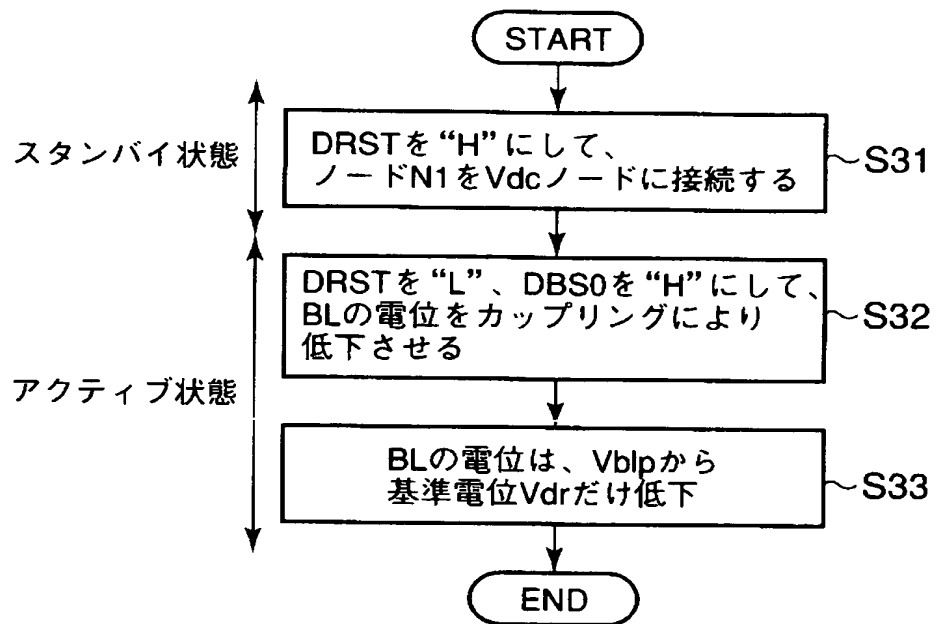 START
スタンバイ状態
DRSTを“H”にして、
ノードN1をVdcノードに接続する
S31
DRSTを“L”、DBS0を“H”にして、
BLの電位をカップリングにより
低下させる
S32
アクティブ状態
BLの電位は、Vblpから
基準電位Vdrだけ低下
S33
END